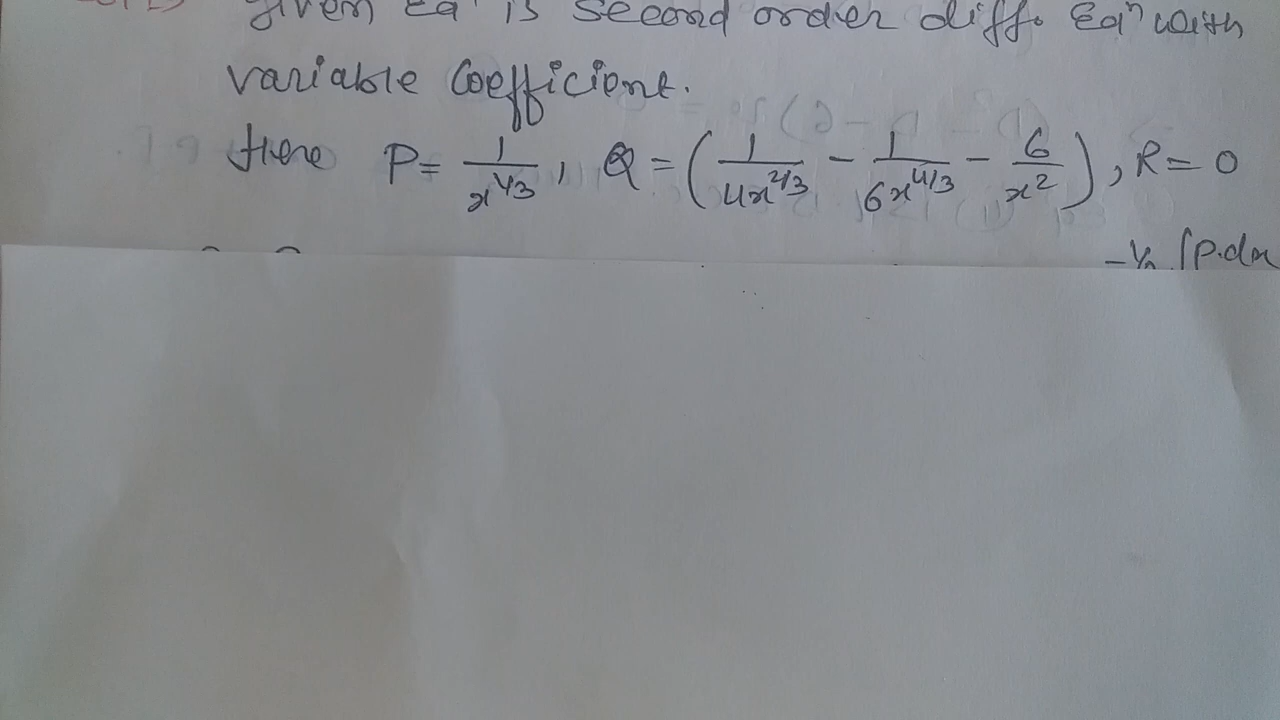 given Eqn is second order diff. Eqn with
variable Coefficient.
Here P= 1/x^1/3, Q = (1/4x^2/3 - 1/6x^4/3 - 6/x^2), R = 0
-1/2 ∫p.dx